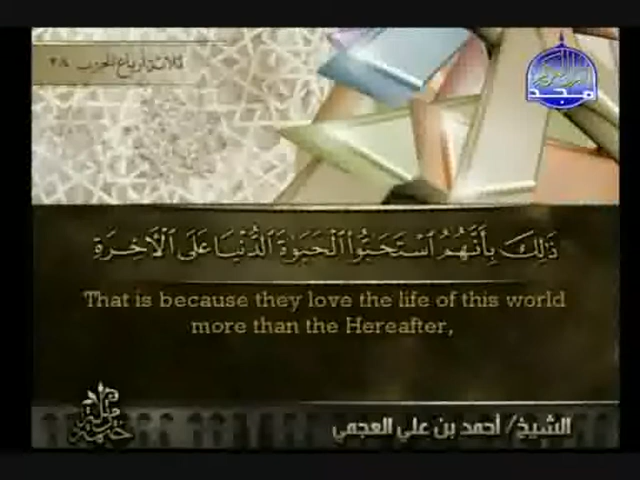 ثلاثة أرباع الحزب ٢٨
مجد
ذَٰلِكَ بِأَنَّهُمُ ٱسْتَحَبُّوا۟ ٱلْحَيَوٰةَ ٱلدُّنْيَا عَلَى ٱلْـَٔاخِرَةِ
That is because they love the life of this world
more than the Hereafter,
الشيخ/ أحمد بن علي العجمي